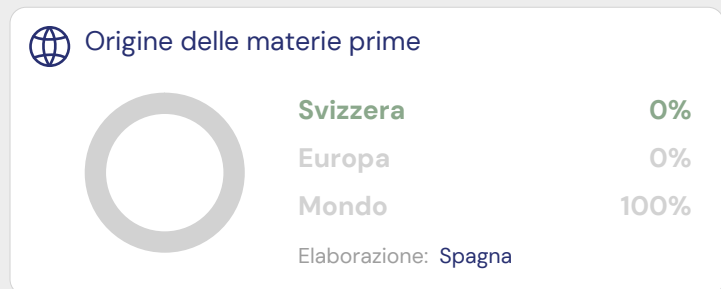 Origine delle materie prime
Svizzera 0%
Europa 0%
Mondo 100%
Elaborazione: Spagna